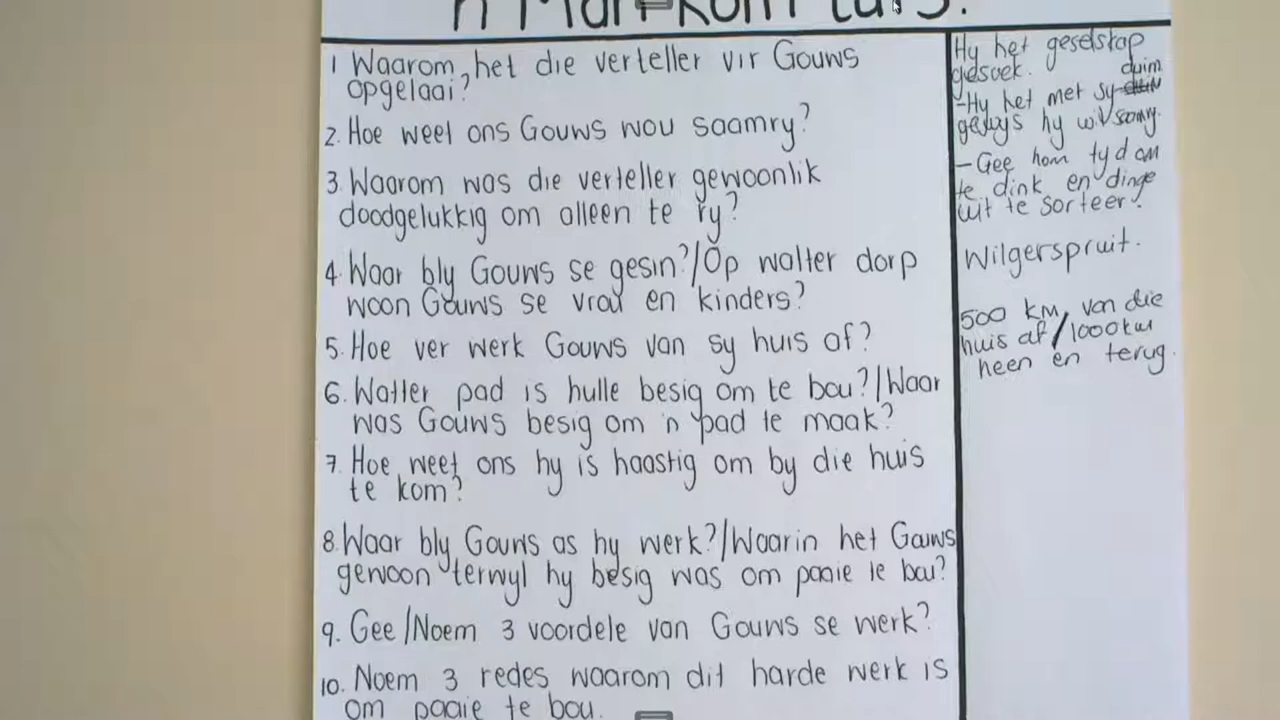 'n Man kom tuis.
1 Waarom, het die verteller vir Gouws
opgelaai?
2. Hoe weet ons Gouws wou saamry?
3. Waarom was die verteller gewoonlik
doodgelukkig om alleen te ry?
4. Waar bly Gouws se gesin?/Op watter dorp
woon Gouws se vrou en kinders?
5. Hoe ver werk Gouws van sy huis af?
6. Watter pad is hulle besig om te bou?/Waar
was Gouws besig om 'n pad te maak?
7. Hoe weet ons hy is haastig om by die huis
te kom?
8. Waar bly Gouws as hy werk?/Waarin het Gouws
gewoon terwyl hy besig was om paaie te bou?
9. Gee/Noem 3 voordele van Gouws se werk?
10. Noem 3 redes waarom dit harde werk is
om paaie te bou.
Hy het geselskap
gesoek.
-Hy het met sy duim
gewys hy wil
-Gee hom tyd om
te dink en dinge
uit te sorteer.
Wilgerspruit.
500 km van die
huis af/1000km
heen en terug.